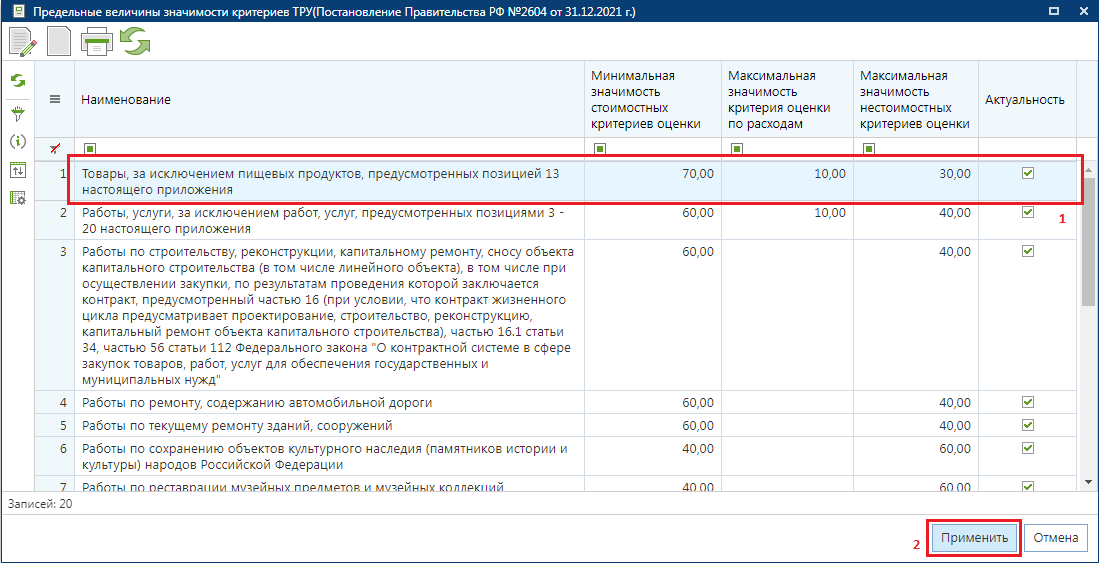 Предельные величины значимости критериев ТРУ(Постановление Правительства РФ №2604 от 31.12.2021 г.)
Наименование
Минимальная
значимость
стоимостных
критериев оценки
Максимальная
значимость
критерия оценки
по расходам
Максимальная
значимость
нестоимостных
критериев оценки
Актуальность
1 Товары, за исключением пищевых продуктов, предусмотренных позицией 13 70,00 10,00 30,00
настоящего приложения
2 Работы, услуги, за исключением работ, услуг, предусмотренных позициями 3 - 60,00 10,00 40,00
20 настоящего приложения
1
3 Работы по строительству, реконструкции, капитальному ремонту, сносу объекта 60,00 40,00
капитального строительства (в том числе линейного объекта), в том числе при
осуществлении закупки, по результатам проведения которой заключается
контракт, предусмотренный частью 16 (при условии, что контракт жизненного
цикла предусматривает проектирование, строительство, реконструкцию,
капитальный ремонт объекта капитального строительства), частью 16.1 статьи
34, частью 56 статьи 112 Федерального закона "О контрактной системе в сфере
закупок товаров, работ, услуг для обеспечения государственных и
муниципальных нужд"
4 Работы по ремонту, содержанию автомобильной дороги 60,00 40,00
5 Работы по текущему ремонту зданий, сооружений 60,00 40,00
6 Работы по сохранению объектов культурного наследия (памятников истории и 40,00 60,00
культуры) народов Российской Федерации
7 Работы по реставрации музейных предметов и музейных коллекций 40,00 60,00
Записей: 20
2
Применить
Отмена